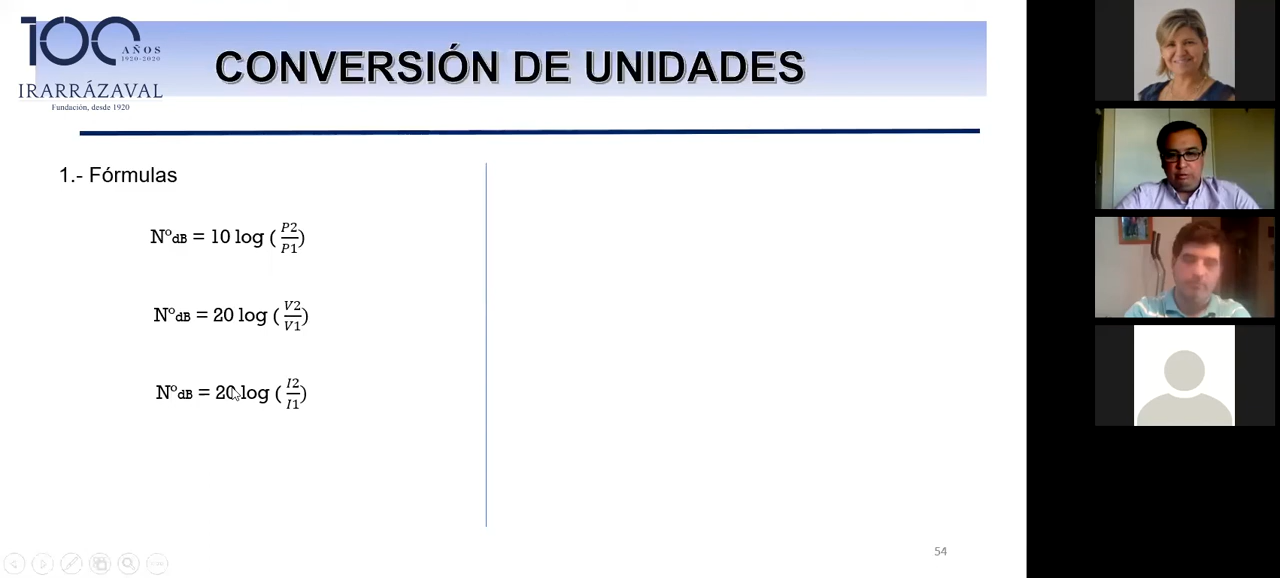 100
AÑOS
1920-2020
IRARRÁZAVAL
Fundación, desde 1920
CONVERSIÓN DE UNIDADES
1.- Fórmulas
N°dB = 10 log (P2/P1)
N°dB = 20 log (V2/V1)
N°dB = 20 log (I2/I1)
54